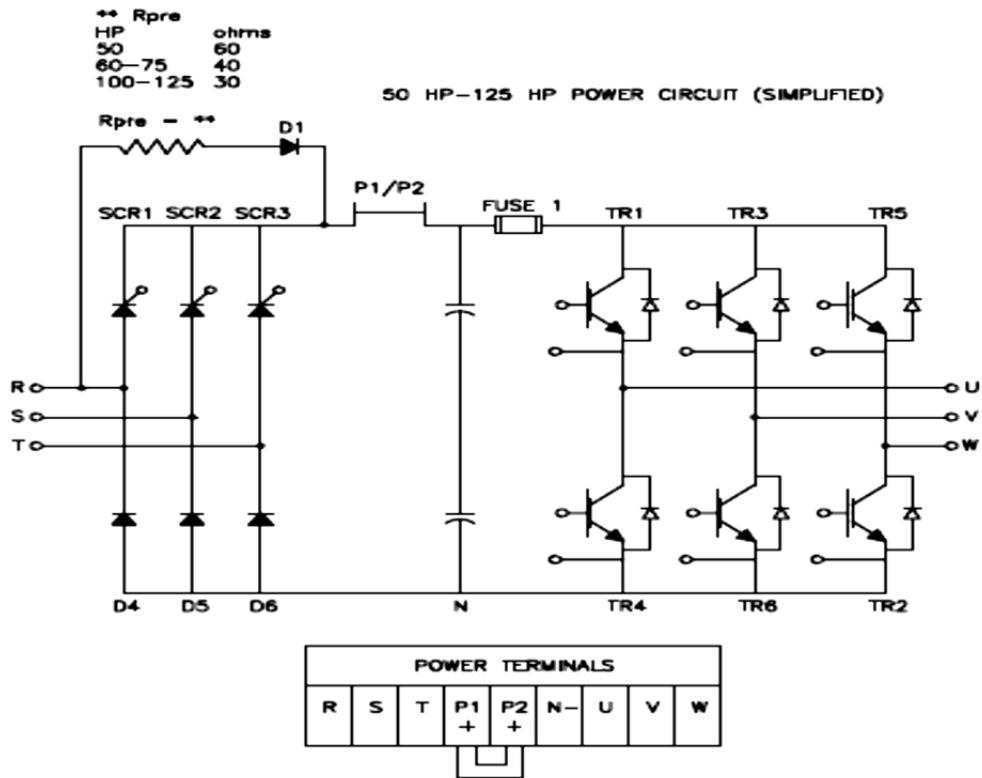 ** Rpre
HP ohms
50 60
60-75 40
100-125 30
50 HP-125 HP POWER CIRCUIT (SIMPLIFIED)
Rpre - **
D1
P1/P2
SCR1 SCR2 SCR3
FUSE 1
TR1 TR3 TR5
R
S
T
U
V
W
D4 D5 D6 N TR4 TR6 TR2
POWER TERMINALS
R S T P1 + P2 + N- U V W